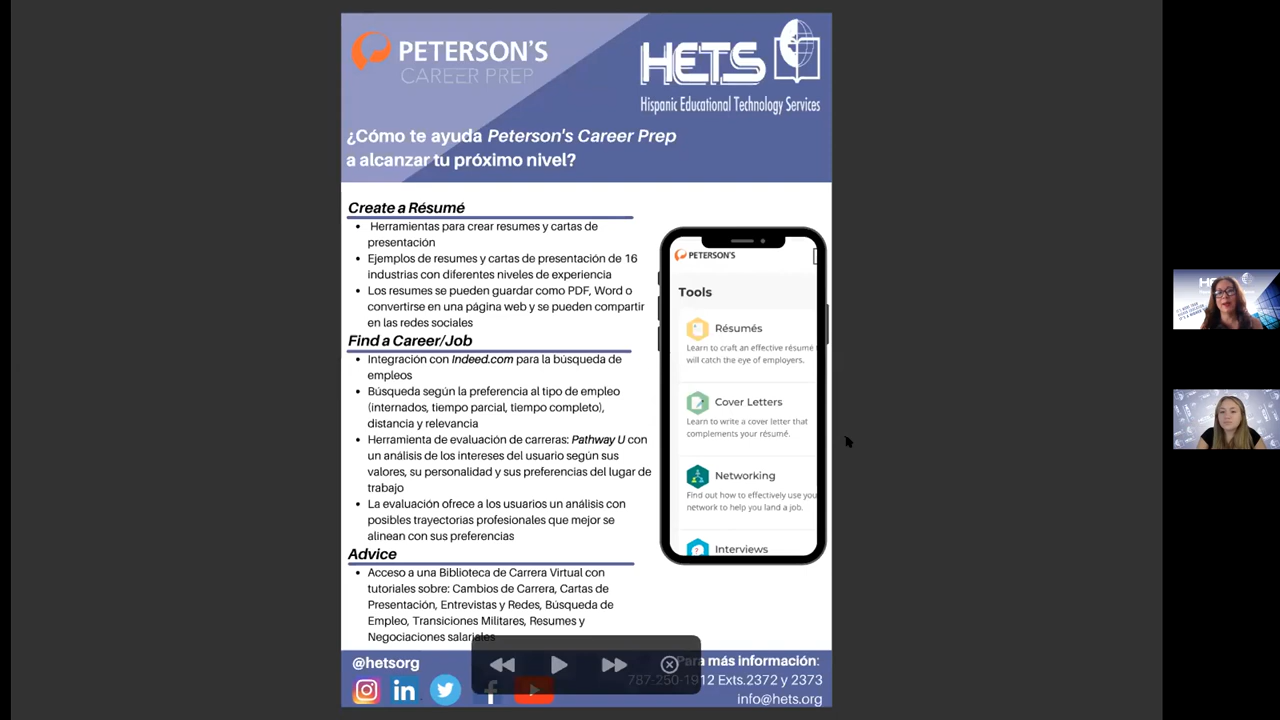 PETERSON'S
CAREER PREP
HETS
Hispanic Educational Technology Services
¿Cómo te ayuda Peterson's Career Prep
a alcanzar tu próximo nivel?
Create a Résumé
• Herramientas para crear resumes y cartas de
presentación
• Ejemplos de resumes y cartas de presentación de 16
industrias con diferentes niveles de experiencia
• Los resumes se pueden guardar como PDF, Word o
convertirse en una página web y se pueden compartir
en las redes sociales
Find a Career/Job
• Integración con Indeed.com para la búsqueda de
empleos
• Búsqueda según la preferencia al tipo de empleo
(internados, tiempo parcial, tiempo completo),
distancia y relevancia
• Herramienta de evaluación de carreras: Pathway U con
un análisis de los intereses del usuario según sus
valores, su personalidad y sus preferencias del lugar de
trabajo
• La evaluación ofrece a los usuarios un análisis con
posibles trayectorias profesionales que mejor se
alinean con sus preferencias
Advice
• Acceso a una Biblioteca de Carrera Virtual con
tutoriales sobre: Cambios de Carrera, Cartas de
Presentación, Entrevistas y Redes, Búsqueda de
Empleo, Transiciones Militares, Resumes y
Negociaciones salariales
PETERSON'S
Tools
Résumés
Learn to craft an effective résumé
will catch the eye of employers.
Cover Letters
Learn to write a cover letter that
complements your résumé.
Networking
Find out how to effectively use you
network to help you land a job.
Interviews
@hetsorg
Para más información:
787-250-1912 Exts.2372 y 2373
info@hets.org